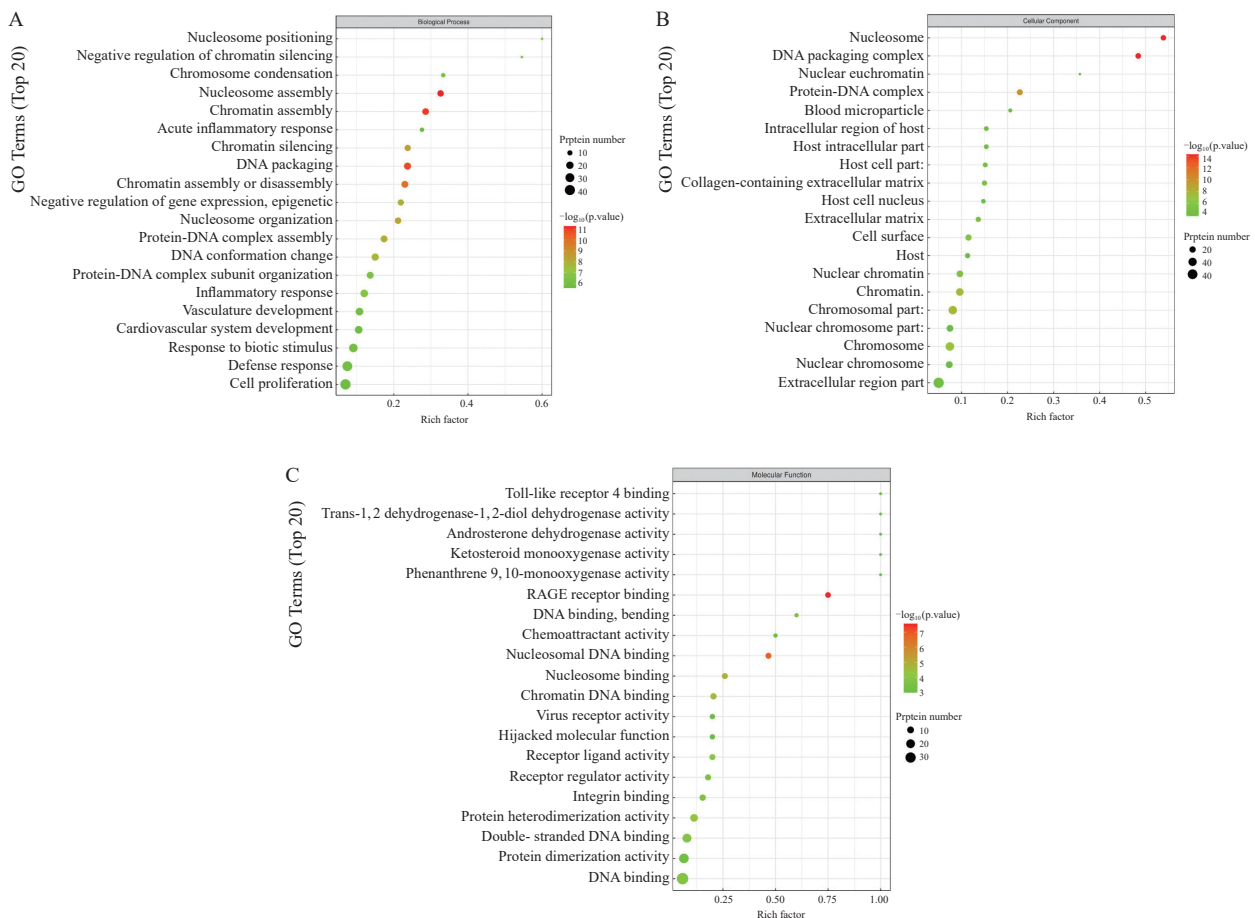 A
Biological Process
GO Terms (Top 20)
Nucleosome positioning
Negative regulation of chromatin silencing
Chromosome condensation
Nucleosome assembly
Chromatin assembly
Acute inflammatory response
Chromatin silencing
DNA packaging
Chromatin assembly or disassembly
Negative regulation of gene expression, epigenetic
Nucleosome organization
Protein-DNA complex assembly
DNA conformation change
Protein-DNA complex subunit organization
Inflammatory response
Vasculature development
Cardiovascular system development
Response to biotic stimulus
Defense response
Cell proliferation
0.2 0.4 0.6
Rich factor
Prptein number
10
20
30
40
−log10(p.value)
11
10
9
8
7
6
B
Cellular Component
GO Terms (Top 20)
Nucleosome
DNA packaging complex
Nuclear euchromatin
Protein-DNA complex
Blood microparticle
Intracellular region of host
Host intracellular part
Host cell part:
Collagen-containing extracellular matrix
Host cell nucleus
Extracellular matrix
Cell surface
Host
Nuclear chromatin
Chromatin.
Chromosomal part:
Nuclear chromosome part:
Chromosome
Nuclear chromosome
Extracellular region part
0.1 0.2 0.3 0.4 0.5
Rich factor
−log10(p.value)
14
12
10
8
6
4
Prptein number
20
40
40
C
Molecular Function
GO Terms (Top 20)
Toll-like receptor 4 binding
Trans-1, 2 dehydrogenase-1, 2-diol dehydrogenase activity
Androsterone dehydrogenase activity
Ketosteroid monooxygenase activity
Phenanthrene 9, 10-monooxygenase activity
RAGE receptor binding
DNA binding, bending
Chemoattractant activity
Nucleosomal DNA binding
Nucleosome binding
Chromatin DNA binding
Virus receptor activity
Hijacked molecular function
Receptor ligand activity
Receptor regulator activity
Integrin binding
Protein heterodimerization activity
Double- stranded DNA binding
Protein dimerization activity
DNA binding
0.25 0.50 0.75 1.00
Rich factor
−log10(p.value)
7
6
5
4
3
Prptein number
10
20
30